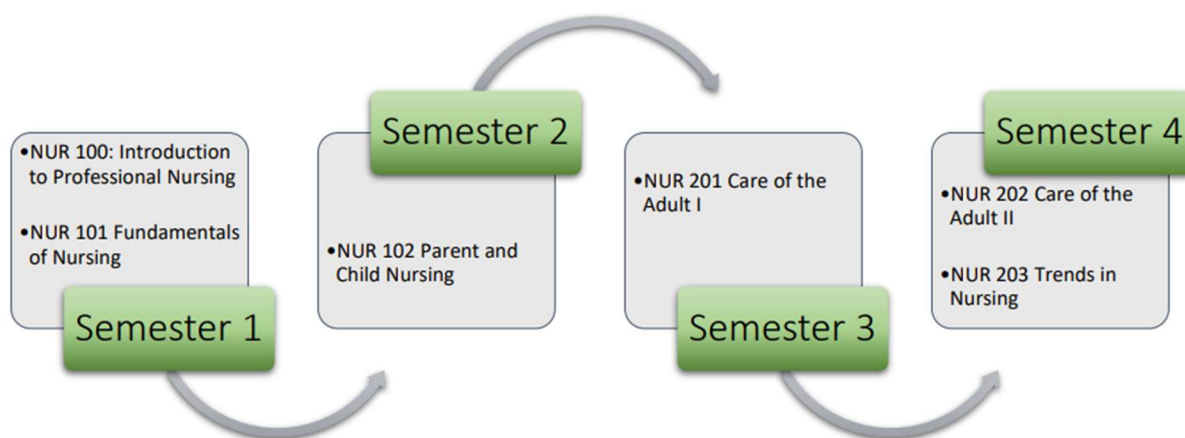 •NUR 100: Introduction
to Professional Nursing
•NUR 101 Fundamentals
of Nursing
Semester 1
Semester 2
•NUR 102 Parent and
Child Nursing
•NUR 201 Care of the
Adult I
Semester 3
Semester 4
•NUR 202 Care of the
Adult II
•NUR 203 Trends in
Nursing